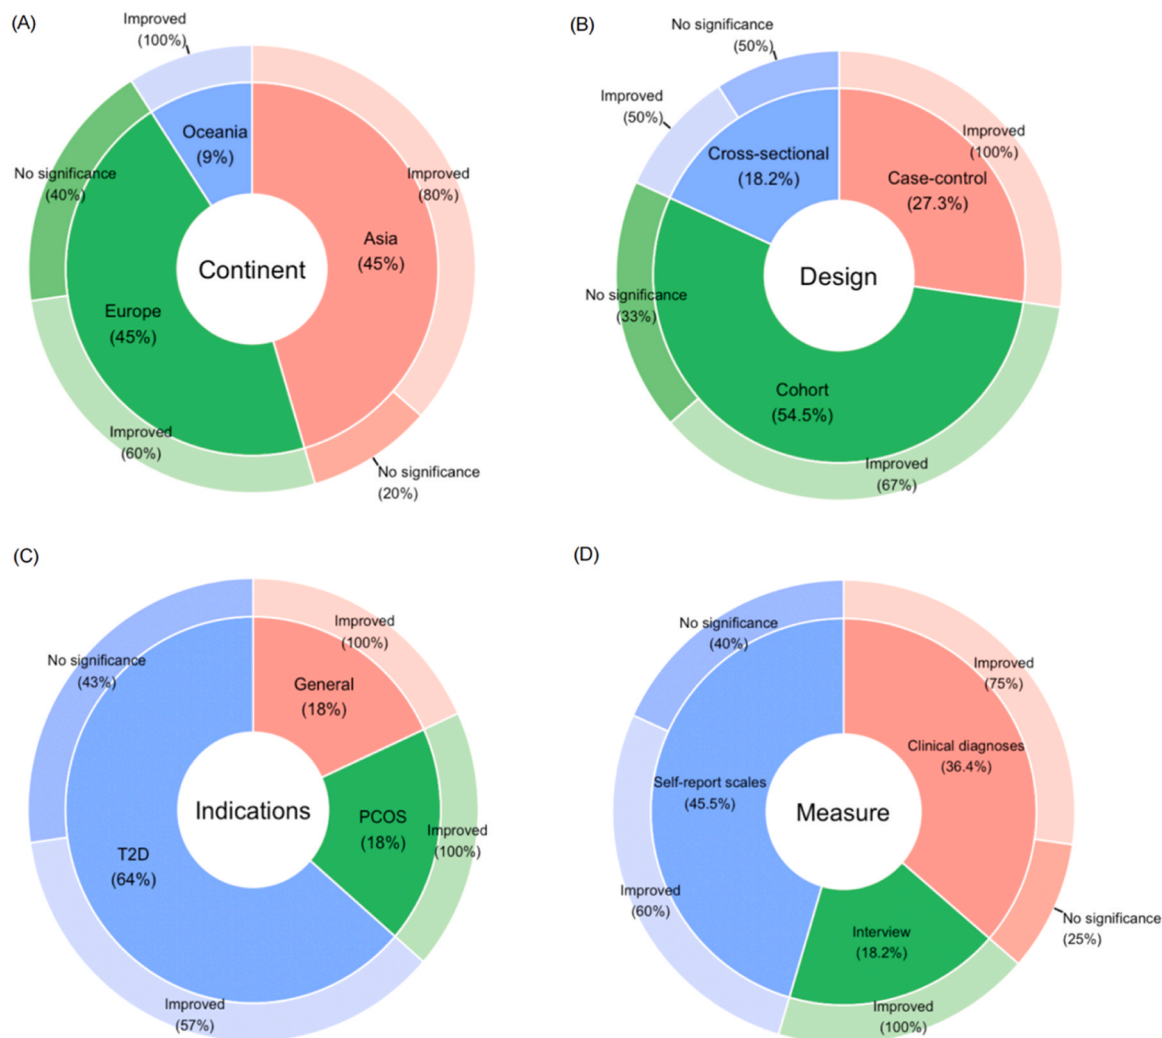 (A)
Improved
(100%)
Oceania
(9%)
No significance
(40%)
Improved
(80%)
Asia
(45%)
Continent
Europe
(45%)
Improved
(60%)
No significance
(20%)
(B)
No significance
(50%)
Improved
(50%)
Improved
(100%)
Cross-sectional
(18.2%)
Case-control
(27.3%)
Design
No significance
(33%)
Cohort
(54.5%)
Improved
(67%)
(C)
Improved
(100%)
No significance
(43%)
General
(18%)
Indications
PCOS
(18%)
Improved
(100%)
T2D
(64%)
Improved
(57%)
(D)
No significance
(40%)
Improved
(75%)
Clinical diagnoses
(36.4%)
Self-report scales
(45.5%)
Measure
Improved
(60%)
Interview
(18.2%)
No significance
(25%)
Improved
(100%)